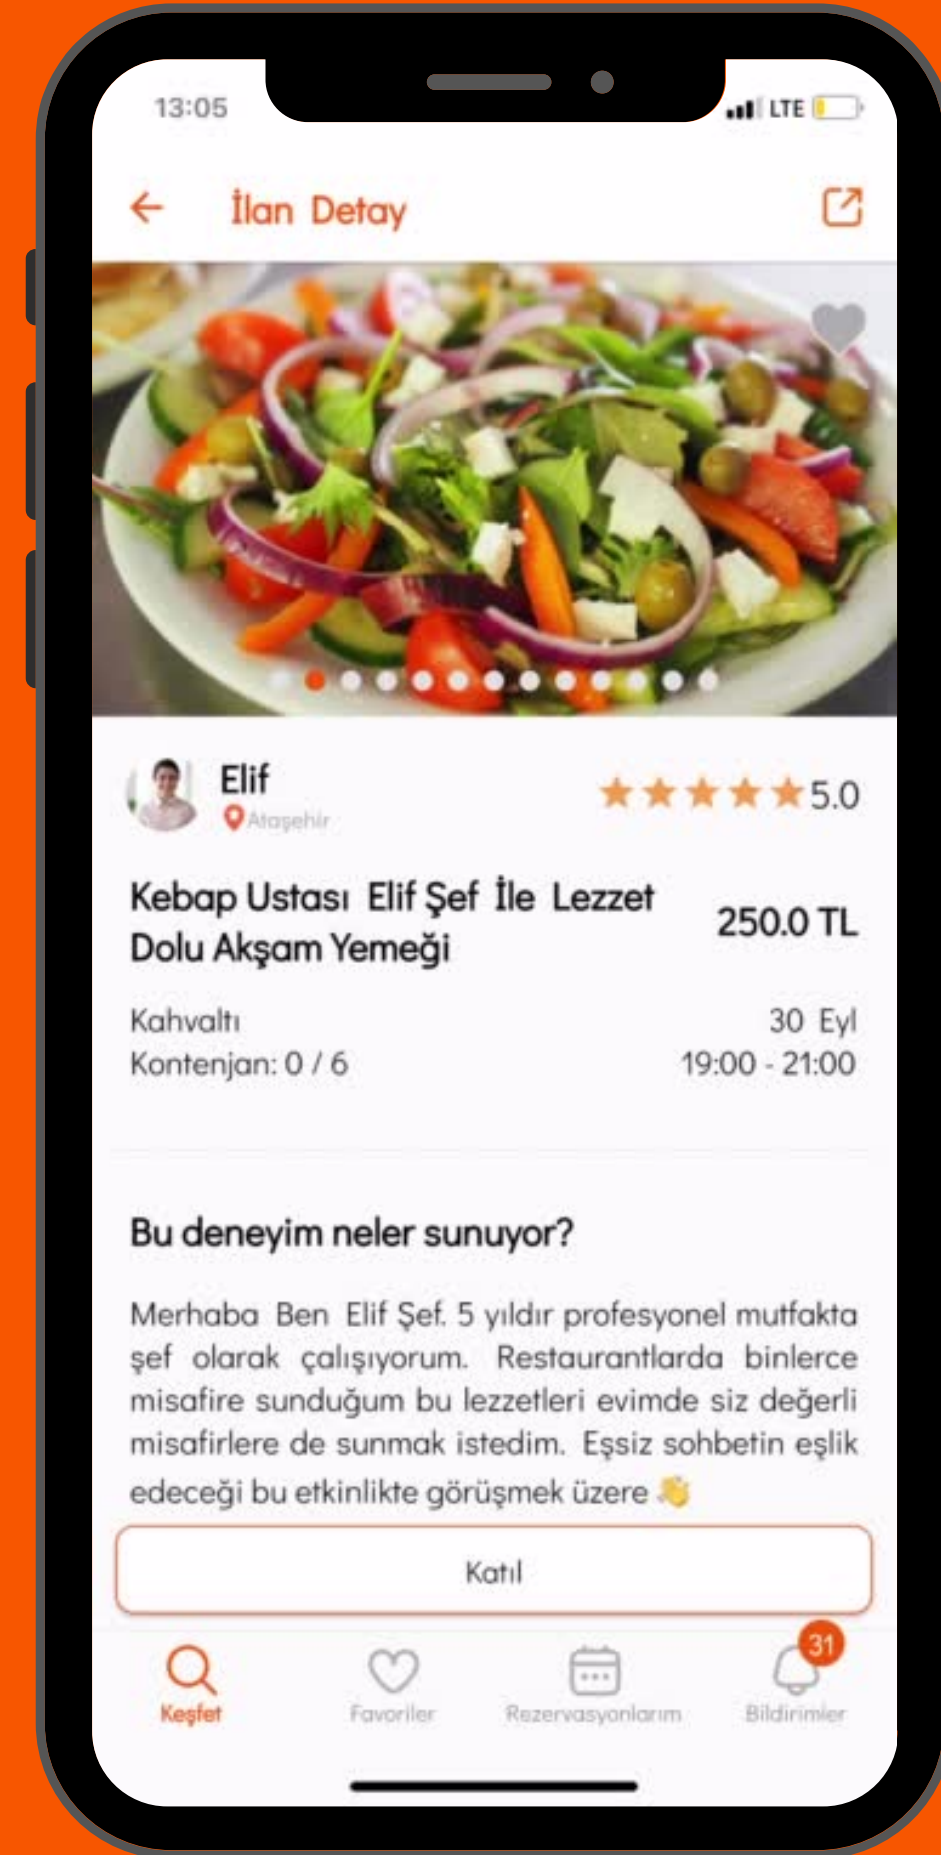 13:05
LTE
İlan Detay
Elif
Ataşehir
5.0
Kebap Ustası Elif Şef İle Lezzet
Dolu Akşam Yemeği
250.0 TL
Kahvaltı
30 Eyl
Kontenjan: 0 / 6
19:00 - 21:00
Bu deneyim neler sunuyor?
Merhaba Ben Elif Şef. 5 yıldır profesyonel mutfakta
şef olarak çalışıyorum. Restaurantlarda binlerce
misafire sunduğum bu lezzetleri evimde siz değerli
misafirlere de sunmak istedim. Eşsiz sohbetin eşlik
edeceği bu etkinlikte görüşmek üzere 👏
Katıl
31
Keşfet
Favoriler
Rezervasyonlarım
Bildirimler